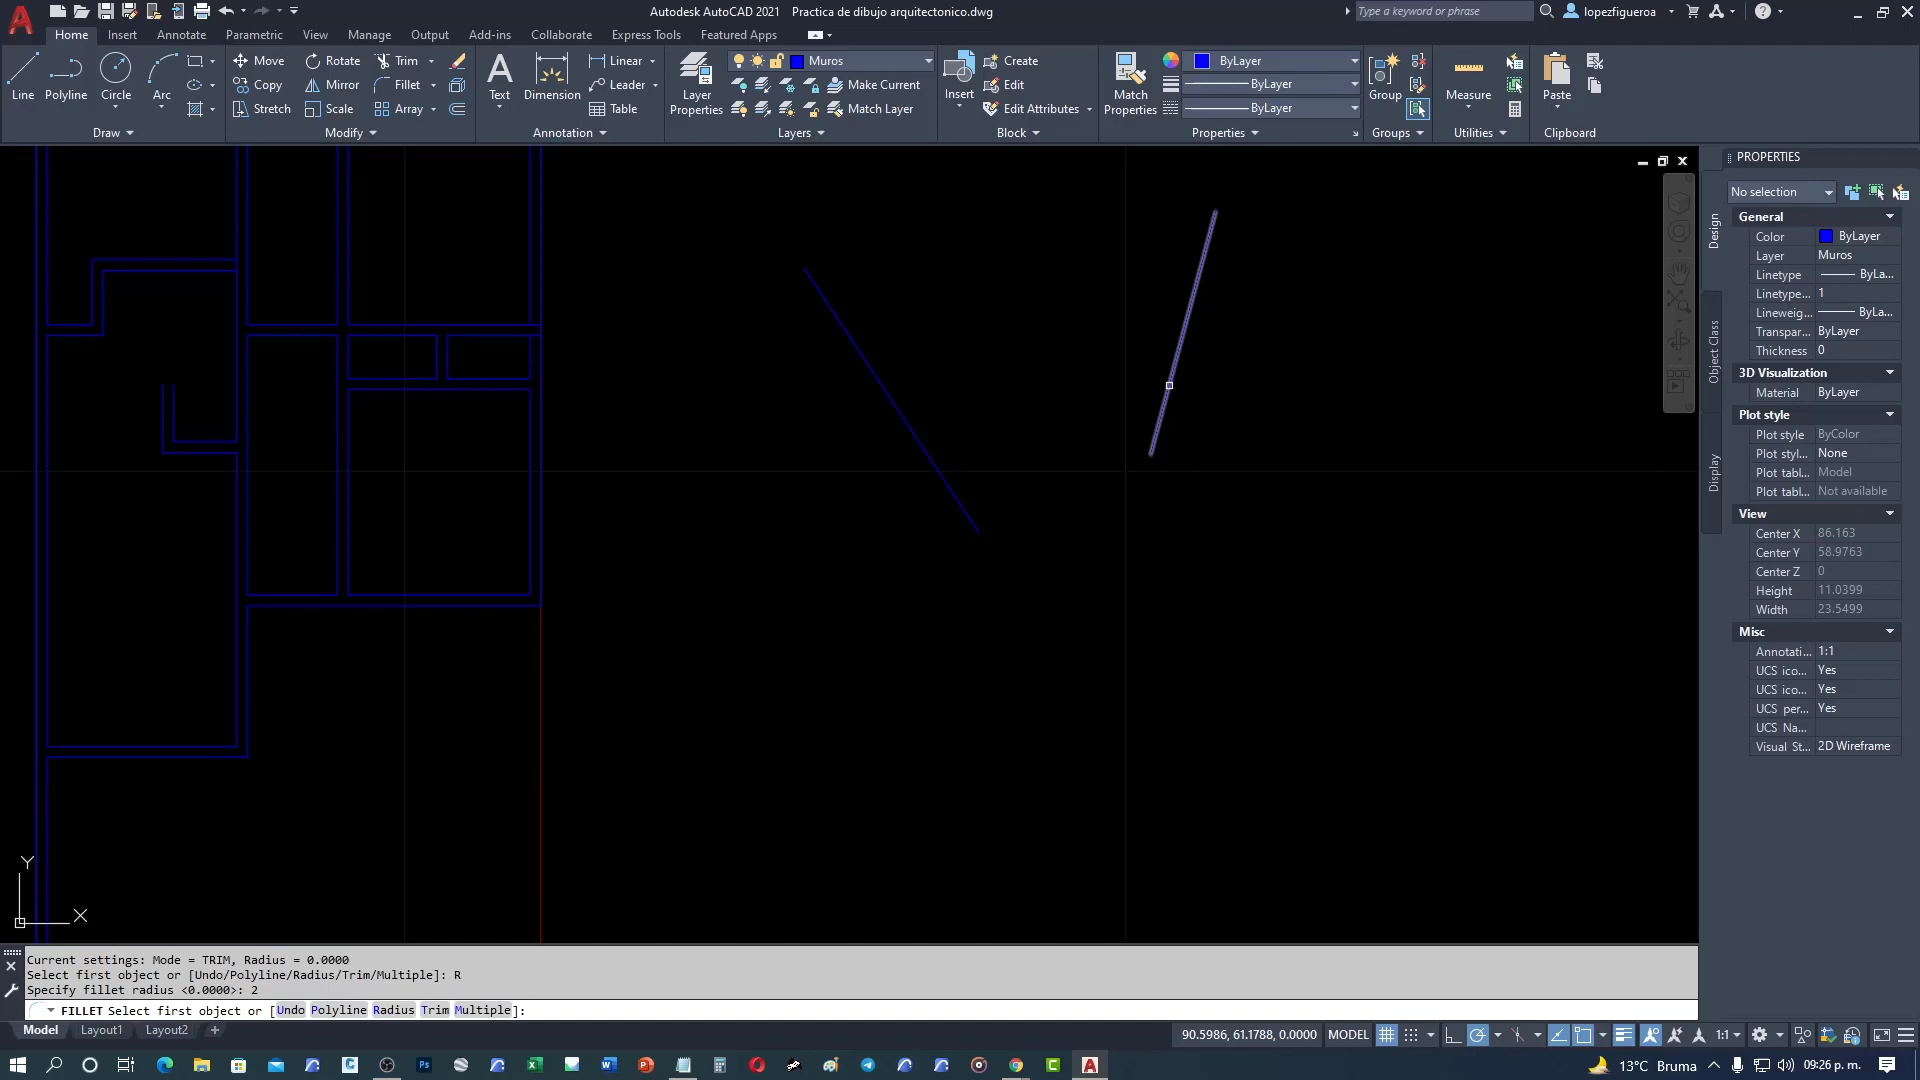 Autodesk AutoCAD 2021 Practica de dibujo arquitectonico.dwg
Type a keyword or phrase
lopezfigueroa
Home Insert Annotate Parametric View Manage Output Add-ins Collaborate Express Tools Featured Apps
Line Polyline Circle Arc
Draw
Move Rotate Trim
Copy Mirror Fillet
Stretch Scale Array
Modify
Text Dimension
Linear
Leader
Table
Annotation
Layer Properties
Muros
Make Current
Match Layer
Layers
Insert
Create
Edit
Edit Attributes
Block
Match Properties
ByLayer
ByLayer
ByLayer
Properties
Group
Groups
Measure
Utilities
Paste
Clipboard
PROPERTIES
No selection
Design
Object Class
Display
General
Color ByLayer
Layer Muros
Linetype ByLa...
Linetype... 1
Lineweig... ByLa...
Transpar... ByLayer
Thickness 0
3D Visualization
Material ByLayer
Plot style
Plot style ByColor
Plot styl... None
Plot tabl... Model
Plot tabl... Not available
View
Center X 86.163
Center Y 58.9763
Center Z 0
Height 11.0399
Width 23.5499
Misc
Annotati... 1:1
UCS ico... Yes
UCS ico... Yes
UCS per... Yes
UCS Na...
Visual St... 2D Wireframe
Y
X
Current settings: Mode = TRIM, Radius = 0.0000
Select first object or [Undo/Polyline/Radius/Trim/Multiple]: R
Specify fillet radius <0.0000>: 2
FILLET Select first object or [Undo Polyline Radius Trim Multiple]:
Model Layout1 Layout2 +
90.5986, 61.1788, 0.0000 MODEL 1:1
13°C Bruma 09:26 p. m.